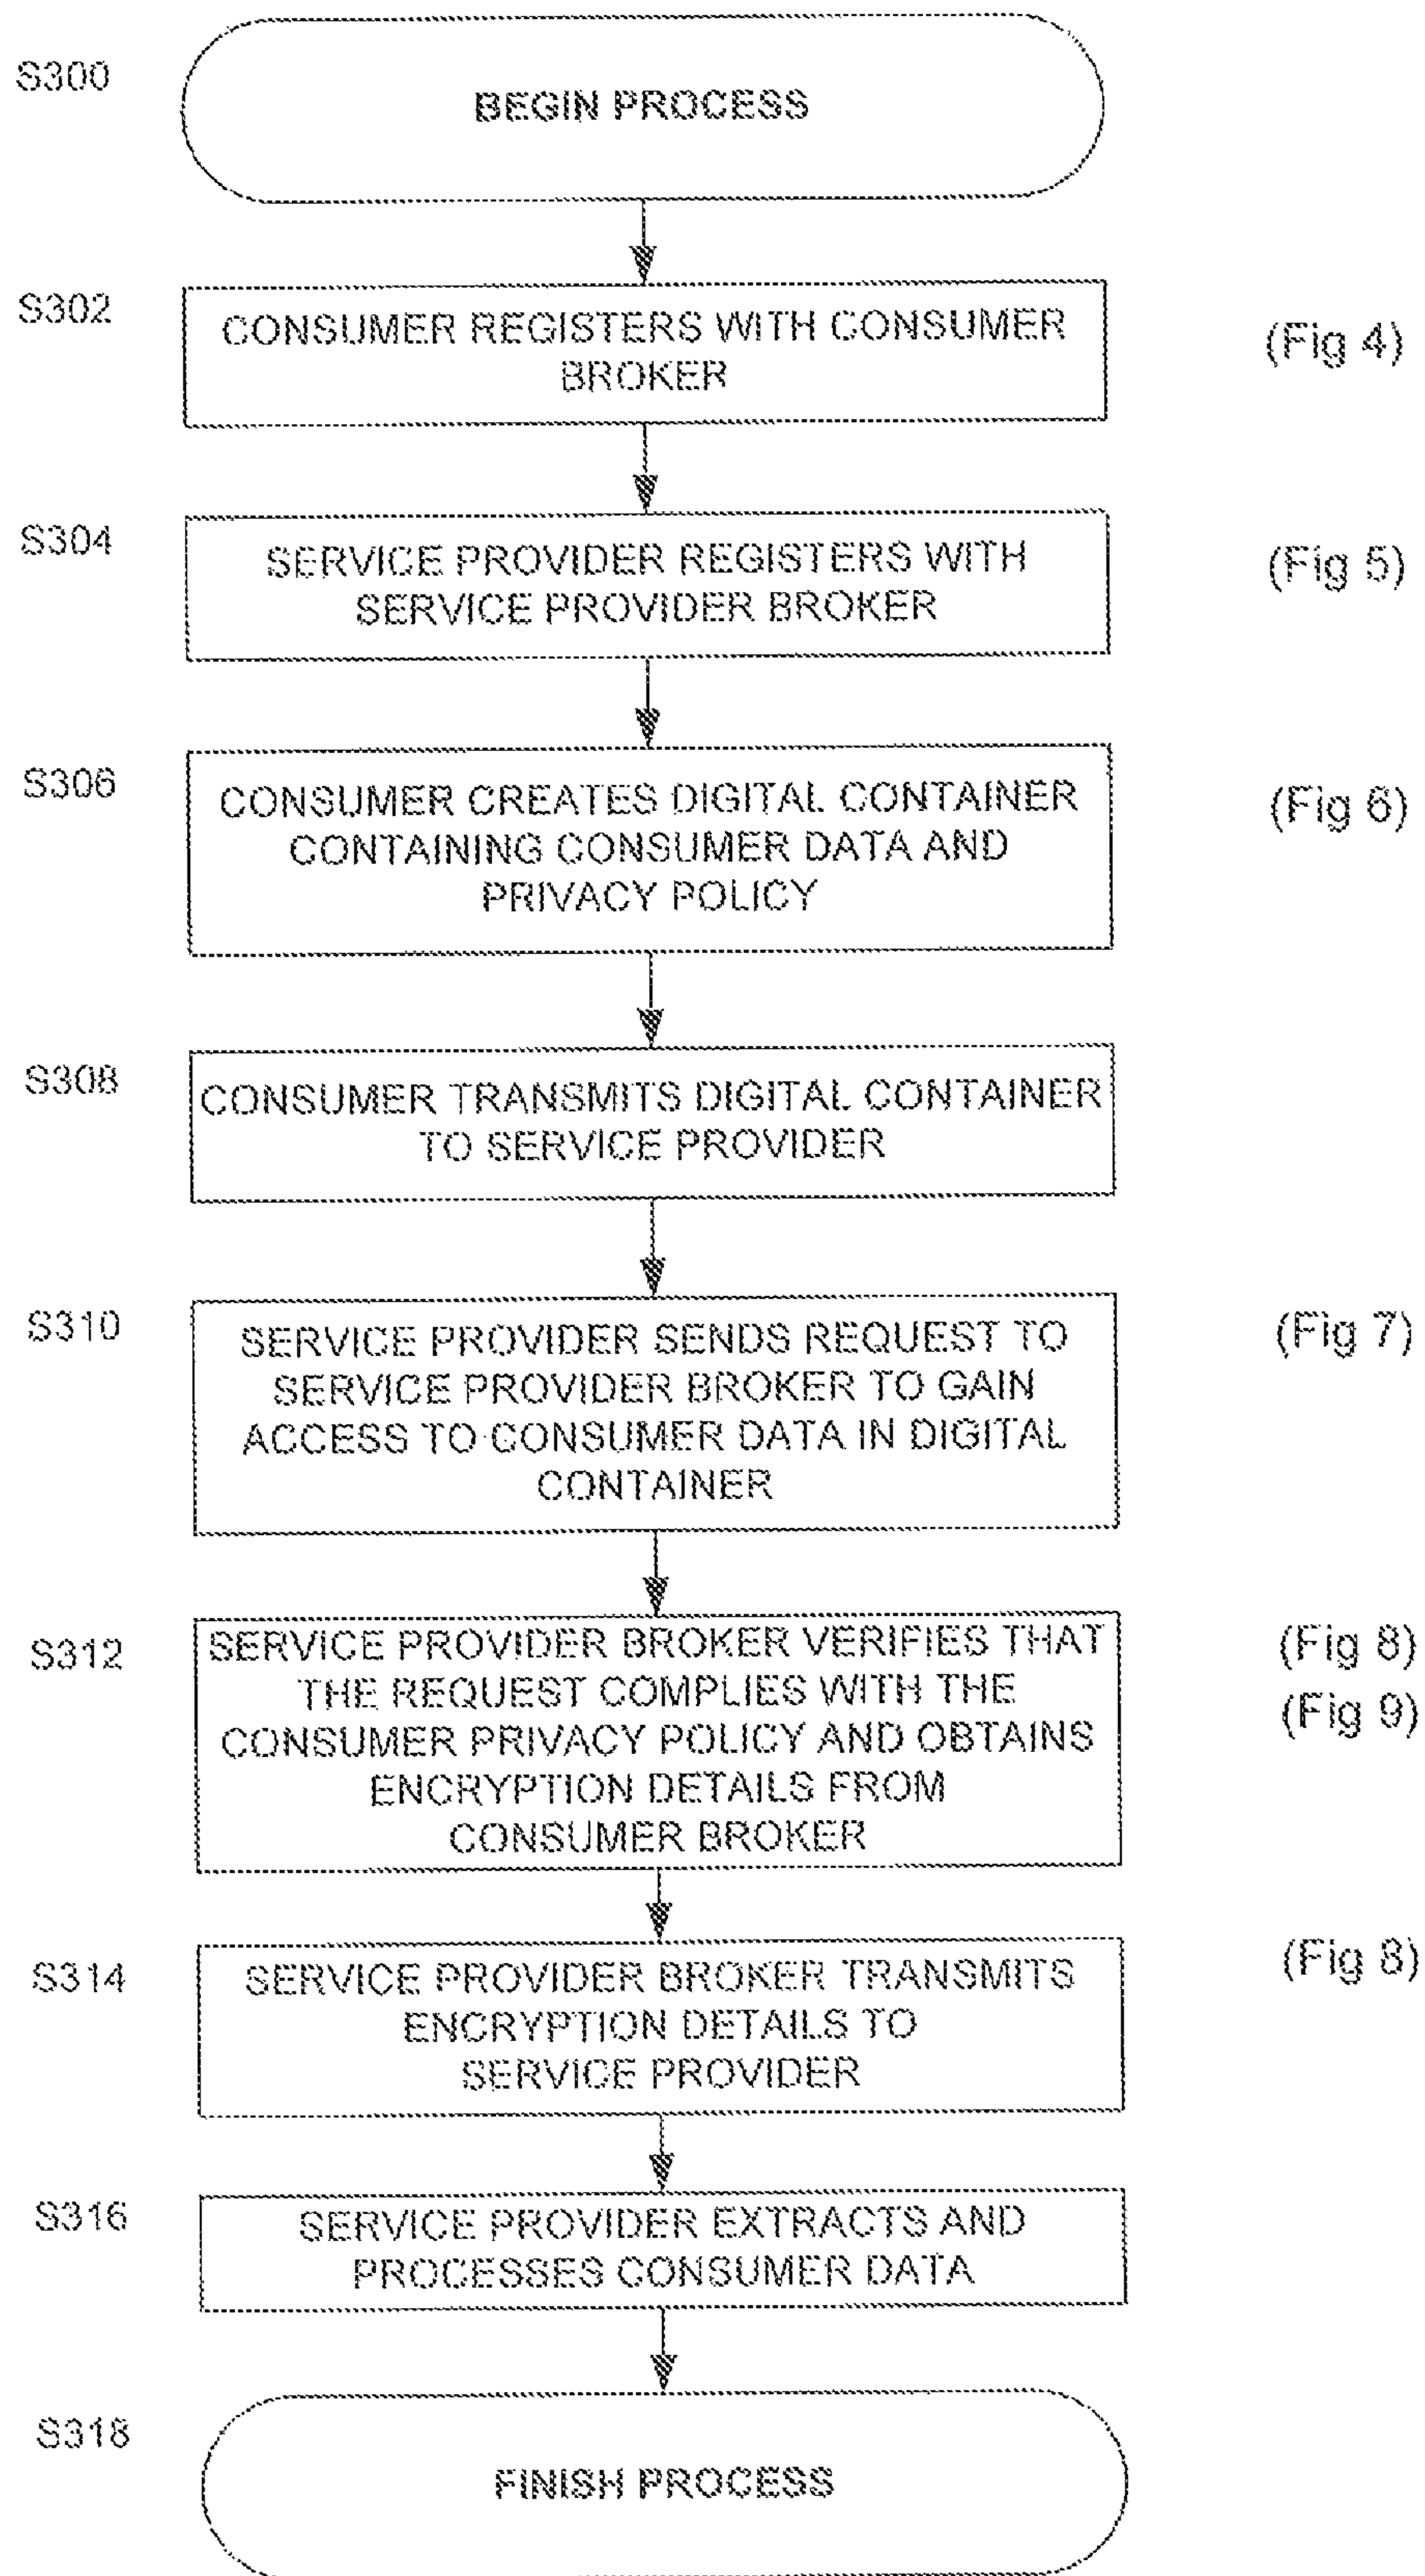 S300
BEGIN PROCESS
S302
CONSUMER REGISTERS WITH CONSUMER
BROKER
(Fig 4)
S304
SERVICE PROVIDER REGISTERS WITH
SERVICE PROVIDER BROKER
(Fig 5)
S306
CONSUMER CREATES DIGITAL CONTAINER
CONTAINING CONSUMER DATA AND
PRIVACY POLICY
(Fig 6)
S308
CONSUMER TRANSMITS DIGITAL CONTAINER
TO SERVICE PROVIDER
S310
SERVICE PROVIDER SENDS REQUEST TO
SERVICE PROVIDER BROKER TO GAIN
ACCESS TO CONSUMER DATA IN DIGITAL
CONTAINER
(Fig 7)
S312
SERVICE PROVIDER BROKER VERIFIES THAT
THE REQUEST COMPLIES WITH THE
CONSUMER PRIVACY POLICY AND OBTAINS
ENCRYPTION DETAILS FROM
CONSUMER BROKER
(Fig 8)
(Fig 9)
S314
SERVICE PROVIDER BROKER TRANSMITS
ENCRYPTION DETAILS TO
SERVICE PROVIDER
(Fig 8)
S316
SERVICE PROVIDER EXTRACTS AND
PROCESSES CONSUMER DATA
S318
FINISH PROCESS